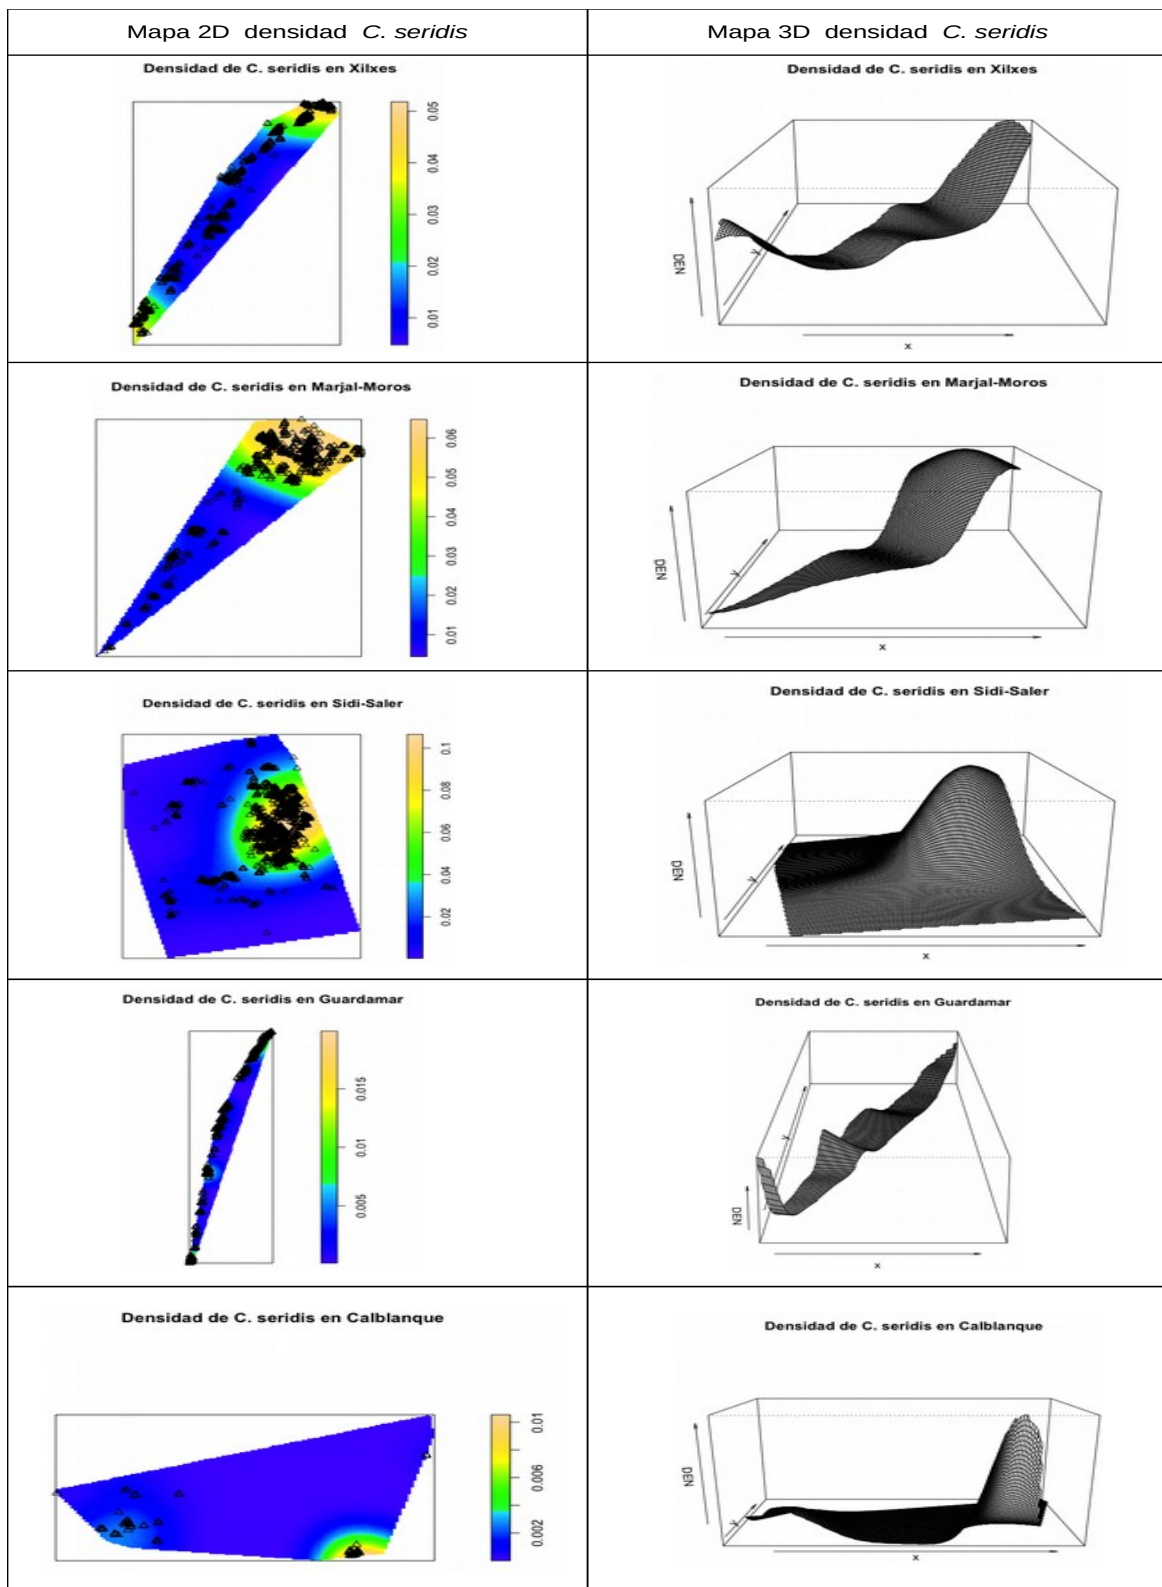 Mapa 2D densidad C. seridis
Mapa 3D densidad C. seridis
Densidad de C. seridis en Xilxes
0.05
0.04
0.03
0.02
0.01
Densidad de C. seridis en Xilxes
DEN
y
x
Densidad de C. seridis en Marjal-Moros
0.06
0.05
0.04
0.03
0.02
0.01
Densidad de C. seridis en Marjal-Moros
DEN
y
x
Densidad de C. seridis en Sidi-Saler
0.1
0.08
0.06
0.04
0.02
Densidad de C. seridis en Sidi-Saler
DEN
y
x
Densidad de C. seridis en Guardamar
0.015
0.01
0.005
Densidad de C. seridis en Guardamar
DEN
y
x
Densidad de C. seridis en Calblanque
0.01
0.006
0.002
Densidad de C. seridis en Calblanque
DEN
y
x